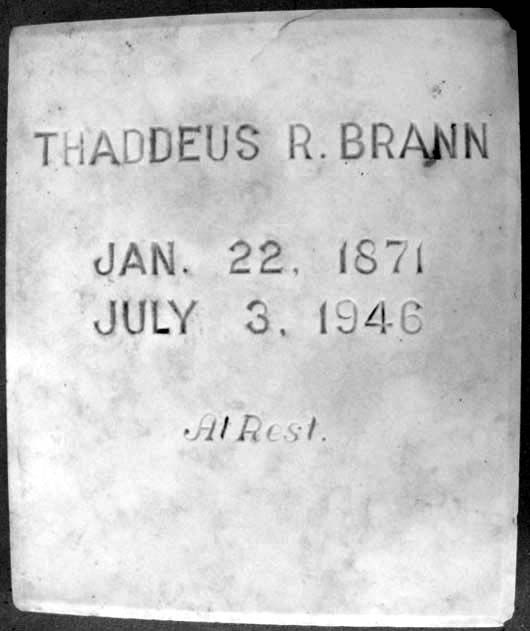 THADDEUS R. BRANN
JAN. 22, 1871
JULY 3, 1946
At Rest.